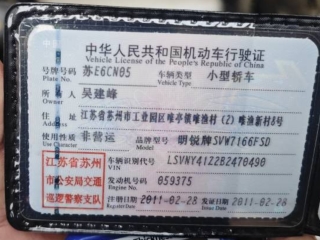 中华人民共和国机动车行驶证
Vehicle License of the People's Republic of China
号牌号码 苏E6CN05 车辆类型 小型轿车
Plate No. Vehicle Type
所有人 吴建峰
Owner
住址 江苏省苏州市工业园区唯亭镇唯渔村(2)唯渔新村8号
Address
使用性质 非营运 品牌型号 明锐牌SVW7166FSD
Use Character Model
江苏省苏州 车辆识别代号 LSVNY4122B2470490
VIN
市公安局交通 发动机号码 059375
Engine No.
巡逻警察支队 注册日期 2011-02-28 发证日期 2011-02-28
Register Date Issue Date